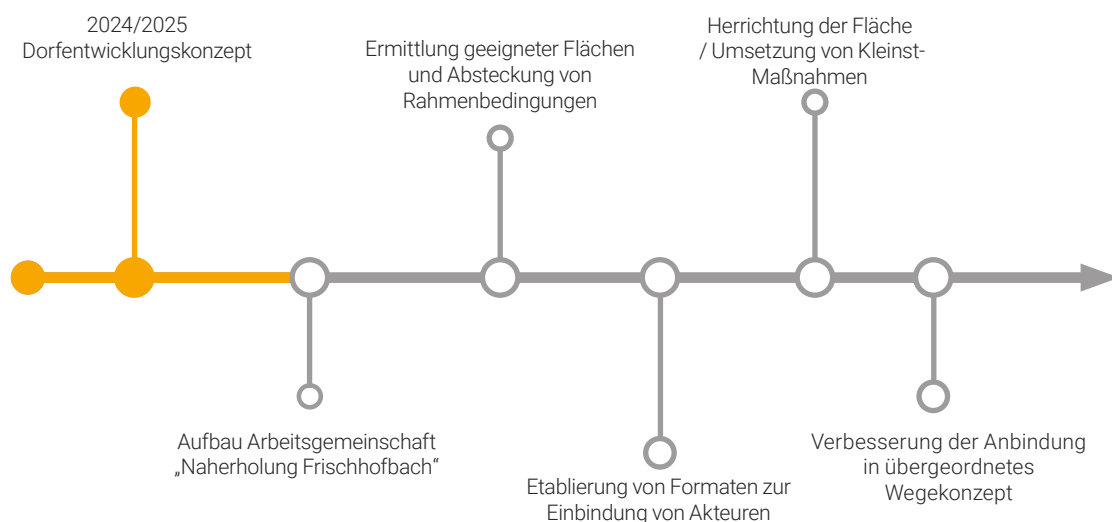 2024/2025
Dorfentwicklungskonzept
Ermittlung geeigneter Flächen
und Absteckung von
Rahmenbedingungen
Herrichtung der Fläche
/ Umsetzung von Kleinst-
Maßnahmen
Aufbau Arbeitsgemeinschaft
„Naherholung Frischhofbach“
Etablierung von Formaten zur
Einbindung von Akteuren
Verbesserung der Anbindung
in übergeordnetes
Wegekonzept